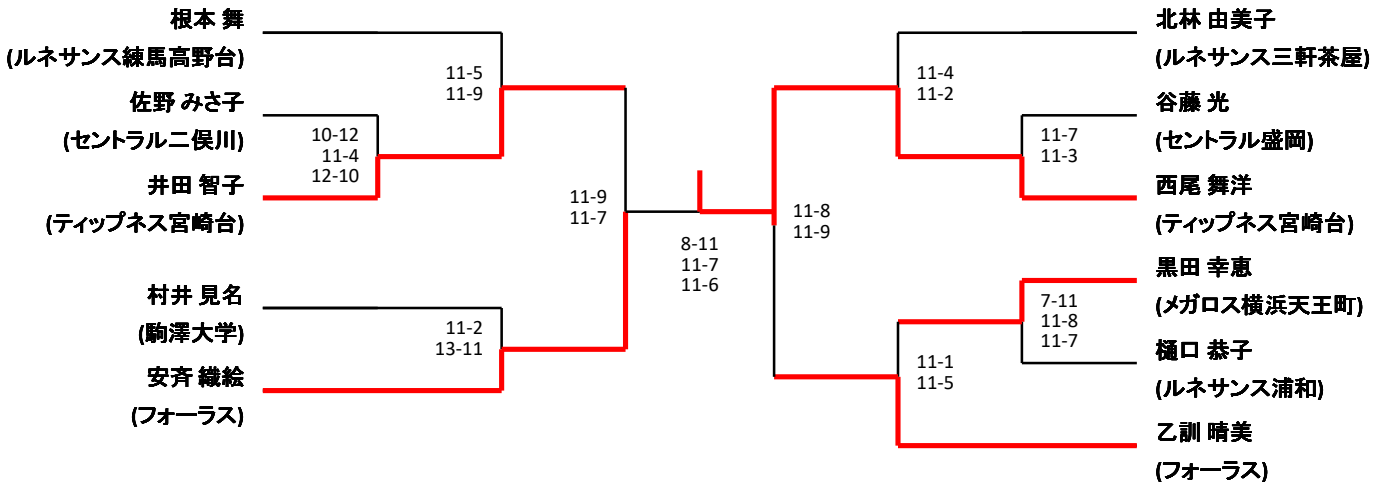 根本 舞
(ルネサンス練馬高野台)
佐野 みさ子
(セントラル二俣川)
井田 智子
(ティップネス宮崎台)
村井 見名
(駒澤大学)
安斉 織絵
(フォーラス)
11-5
11-9
10-12
11-4
12-10
11-2
13-11
11-9
11-7
8-11
11-7
11-6
11-8
11-9
11-4
11-2
11-7
11-3
7-11
11-8
11-7
11-1
11-5
北林 由美子
(ルネサンス三軒茶屋)
谷藤 光
(セントラル盛岡)
西尾 舞洋
(ティップネス宮崎台)
黒田 幸恵
(メガロス横浜天王町)
樋口 恭子
(ルネサンス浦和)
乙訓 晴美
(フォーラス)